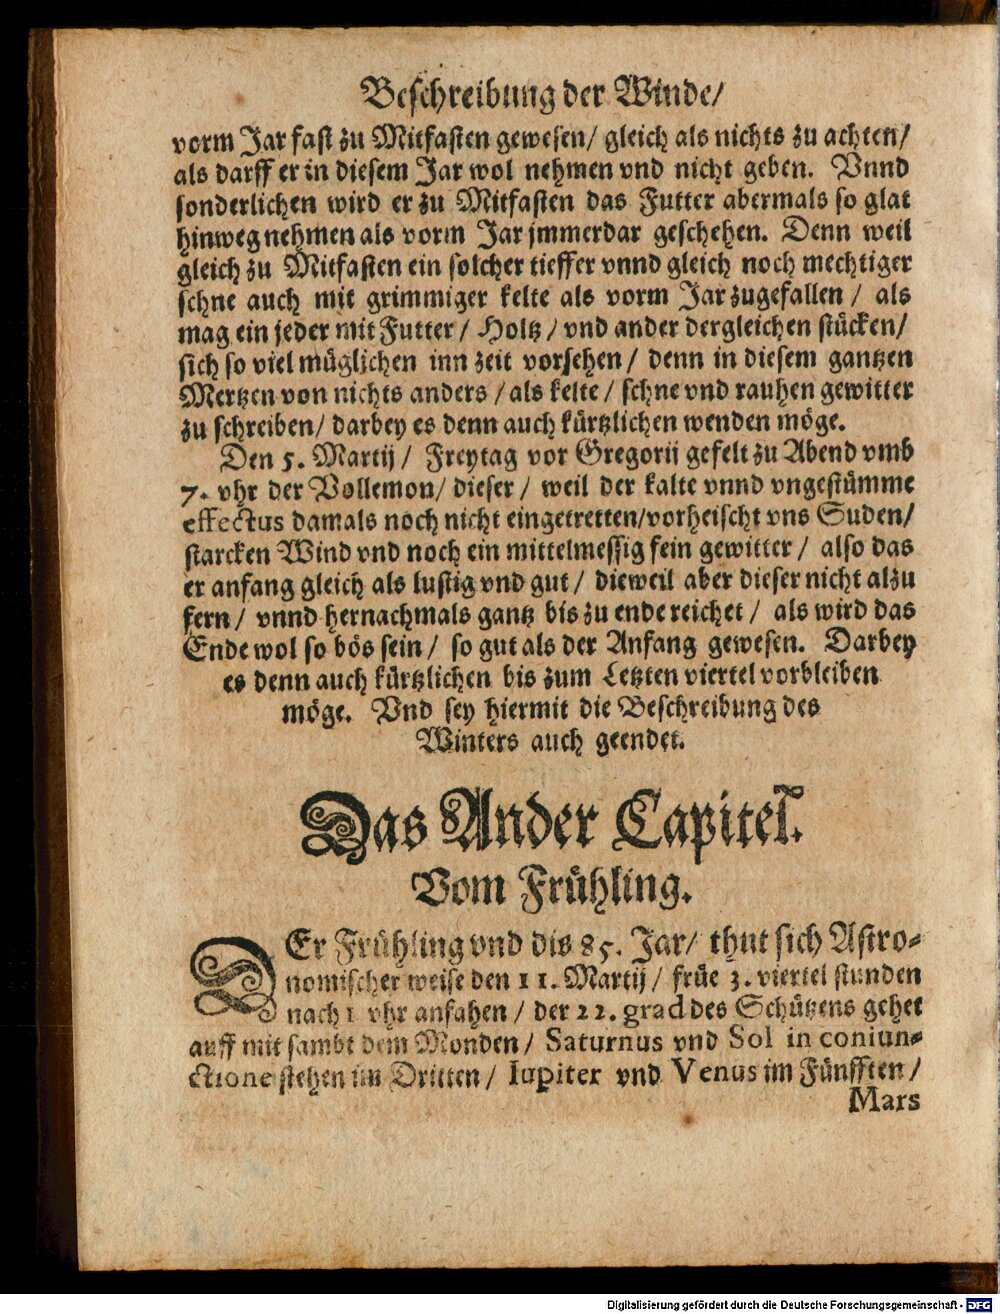 Beschreibung der Winde/
vorm Jar fast zu Mitfasten gewesen/ gleich als nichts zu achten/
als darff er in diesem Jar wol nehmen vnd nicht geben. Vnnd
sonderlichen wird er zu Mitfasten das Futter abermals so glat
hinweg nehmen als vorm Jar jmmerdar geschehen. Denn weil
gleich zu Mitfasten ein solcher tieffer vnnd gleich noch mechtiger
schne auch mit grimmiger kelte als vorm Jar zugefallen / als
mag ein jeder mit Futter / Holtz / vnd ander dergleichen stücken/
sich so viel müglichen inn zeit vorsehen / denn in diesem gantzen
Mertzen von nichts anders / als kelte / schne vnd rauhen gewitter
zu schreiben/ darbey es denn auch kürtzlichen wenden möge.
Den 5. Martij / Freytag vor Gregorii gefelt zu Abend vmb
7. vhr der Vollemon/ dieser / weil der kalte vnnd vngestümme
effectus damals noch nicht eingetretten/vorheischt vns Suden/
starcken Wind vnd noch ein mittelmessig fein gewitter / also das
er anfang gleich als lustig vnd gut / dieweil aber dieser nicht alzu
fern / vnnd hernachmals gantz bis zu ende reichet / als wird das
Ende wol so bös sein / so gut als der Anfang gewesen. Darbey
es denn auch kürtzlichen bis zum Letzten viertel vorbleiben
möge. Vnd sey hiermit die Beschreibung des
Winters auch geendet.
Das Ander Capitel.
Vom Frühling.
DEr Frühling vnd dis 85. Jar/ thut sich Astro-
nomischer weise den 11. Martij / früe 3. viertel stunden
nach 1 vhr anfahen / der 22. grad des Schützens gehet
auff mit sambt dem Monden / Saturnus vnd Sol in coniun-
ctione stehen im Dritten / Iupiter vnd Venus im Fünfften /
Mars
Digitalisierung gefördert durch die Deutsche Forschungsgemeinschaft - DFG